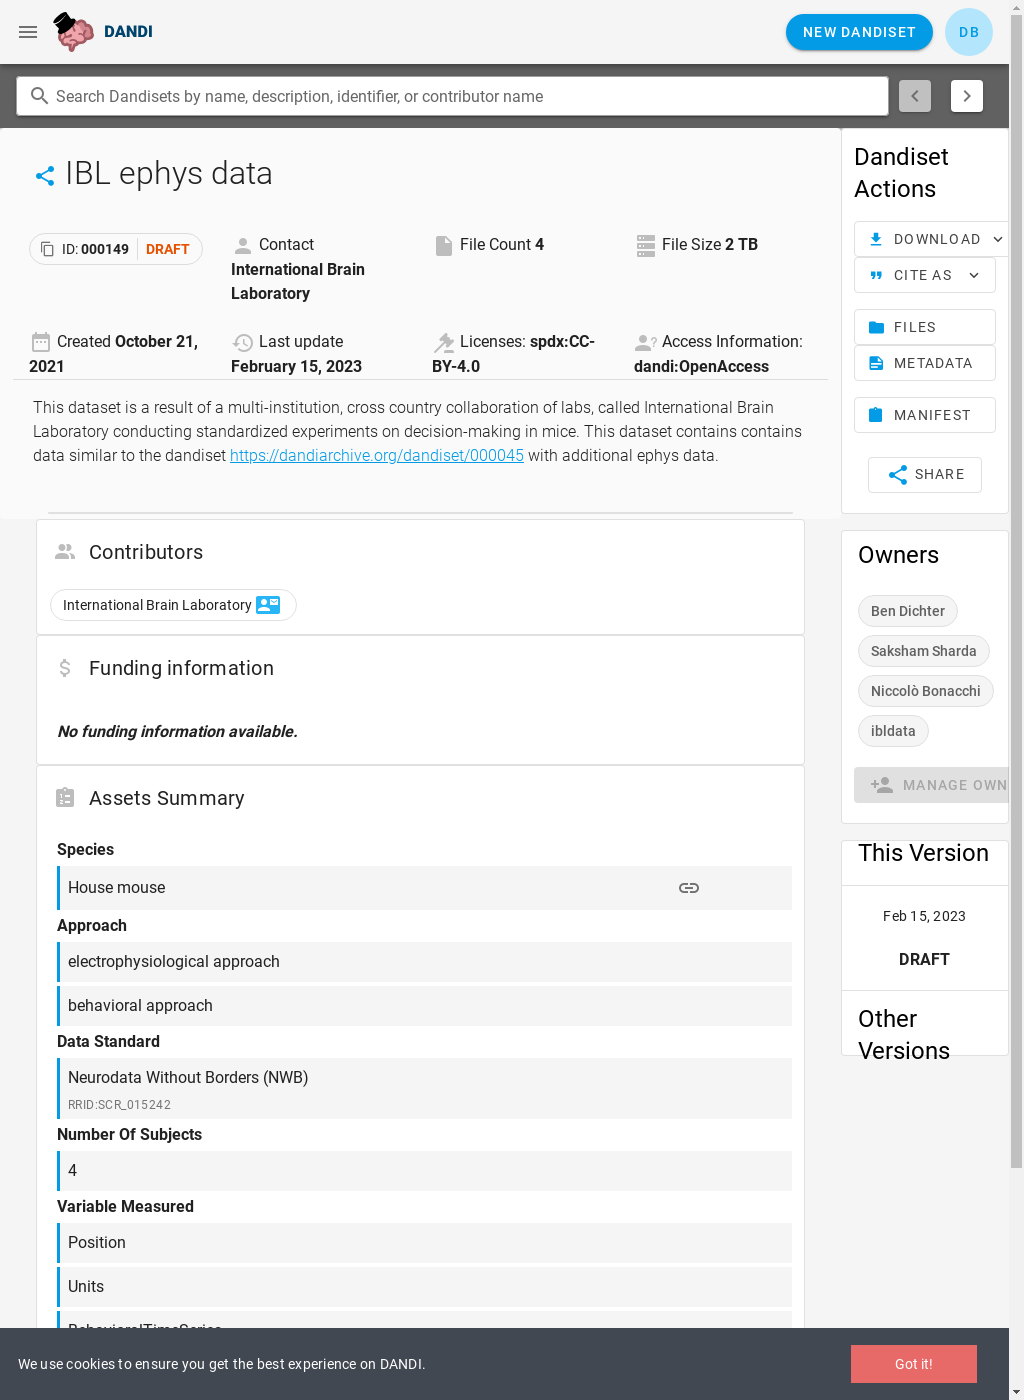 DANDI
NEW DANDISET
DB
Search Dandisets by name, description, identifier, or contributor name
IBL ephys data
ID: 000149 DRAFT
Contact
International Brain
Laboratory
File Count 4
File Size 2 TB
Created October 21,
2021
Last update
February 15, 2023
Licenses: spdx:CC-
BY-4.0
Access Information:
dandi:OpenAccess
This dataset is a result of a multi-institution, cross country collaboration of labs, called International Brain
Laboratory conducting standardized experiments on decision-making in mice. This dataset contains contains
data similar to the dandiset https://dandiarchive.org/dandiset/000045 with additional ephys data.
Contributors
International Brain Laboratory
Funding information
No funding information available.
Assets Summary
Species
House mouse
Approach
electrophysiological approach
behavioral approach
Data Standard
Neurodata Without Borders (NWB)
RRID:SCR_015242
Number Of Subjects
4
Variable Measured
Position
Units
Dandiset
Actions
DOWNLOAD
CITE AS
FILES
METADATA
MANIFEST
SHARE
Owners
Ben Dichter
Saksham Sharda
Niccolò Bonacchi
ibldata
MANAGE OWN
This Version
Feb 15, 2023
DRAFT
Other
Versions
We use cookies to ensure you get the best experience on DANDI.
Got it!